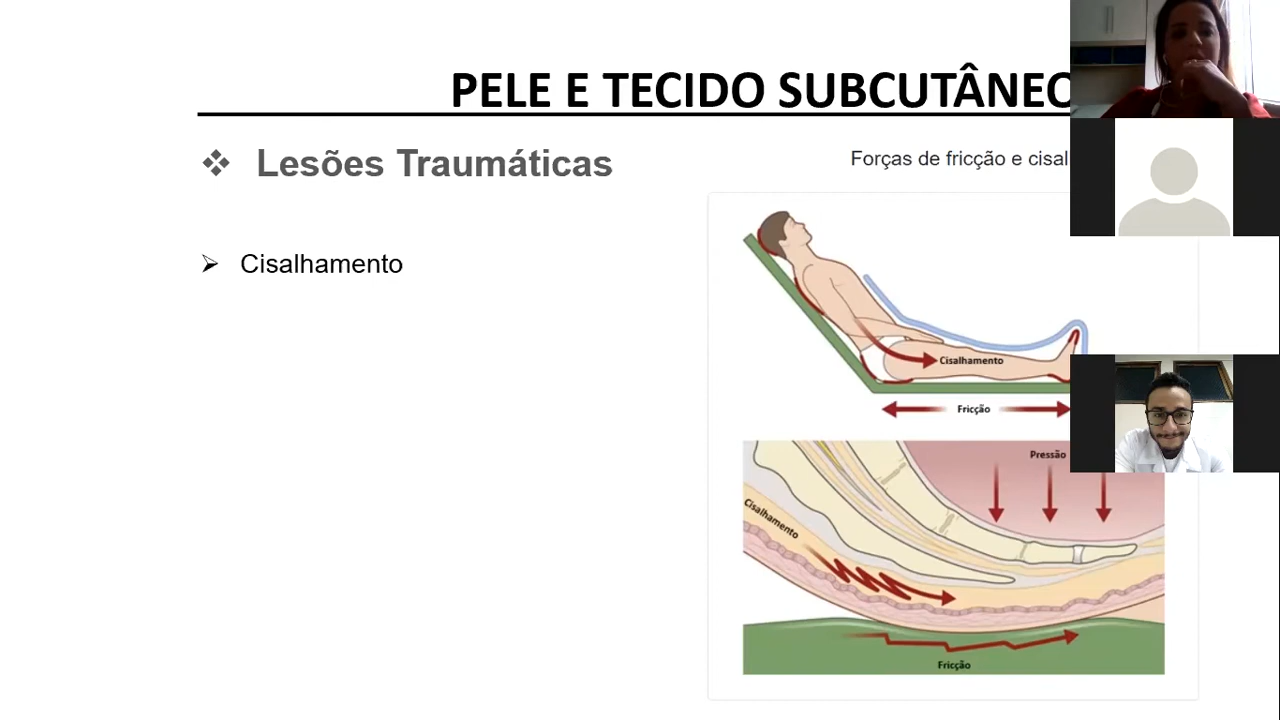 PELE E TECIDO SUBCUTÂNEO
Lesões Traumáticas
Forças de fricção e cisal
Cisalhamento
Cisalhamento
Fricção
Pressão
Cisalhamento
Fricção